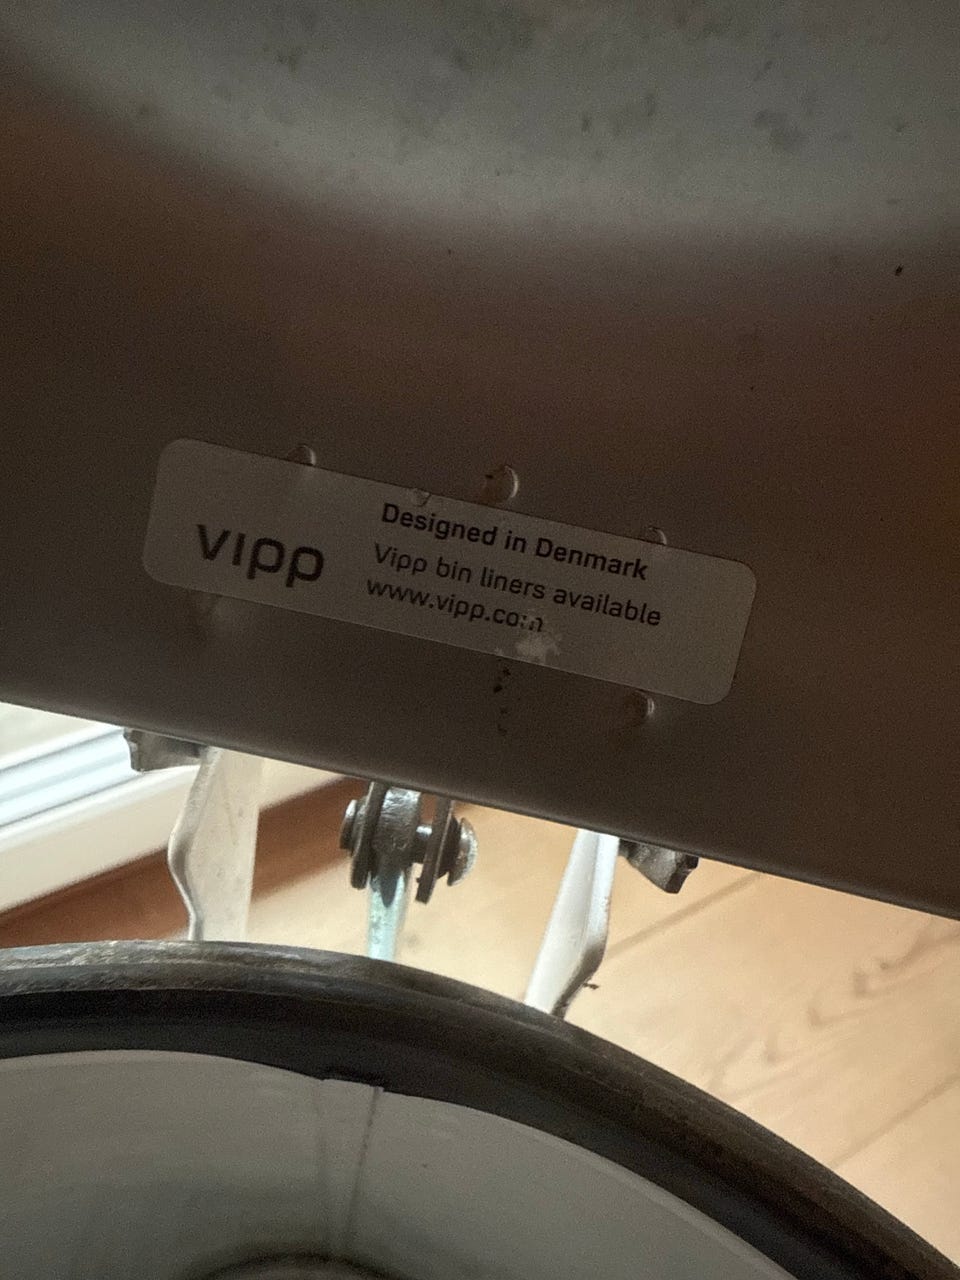 vipp
Designed in Denmark
Vipp bin liners available
www.vipp.com